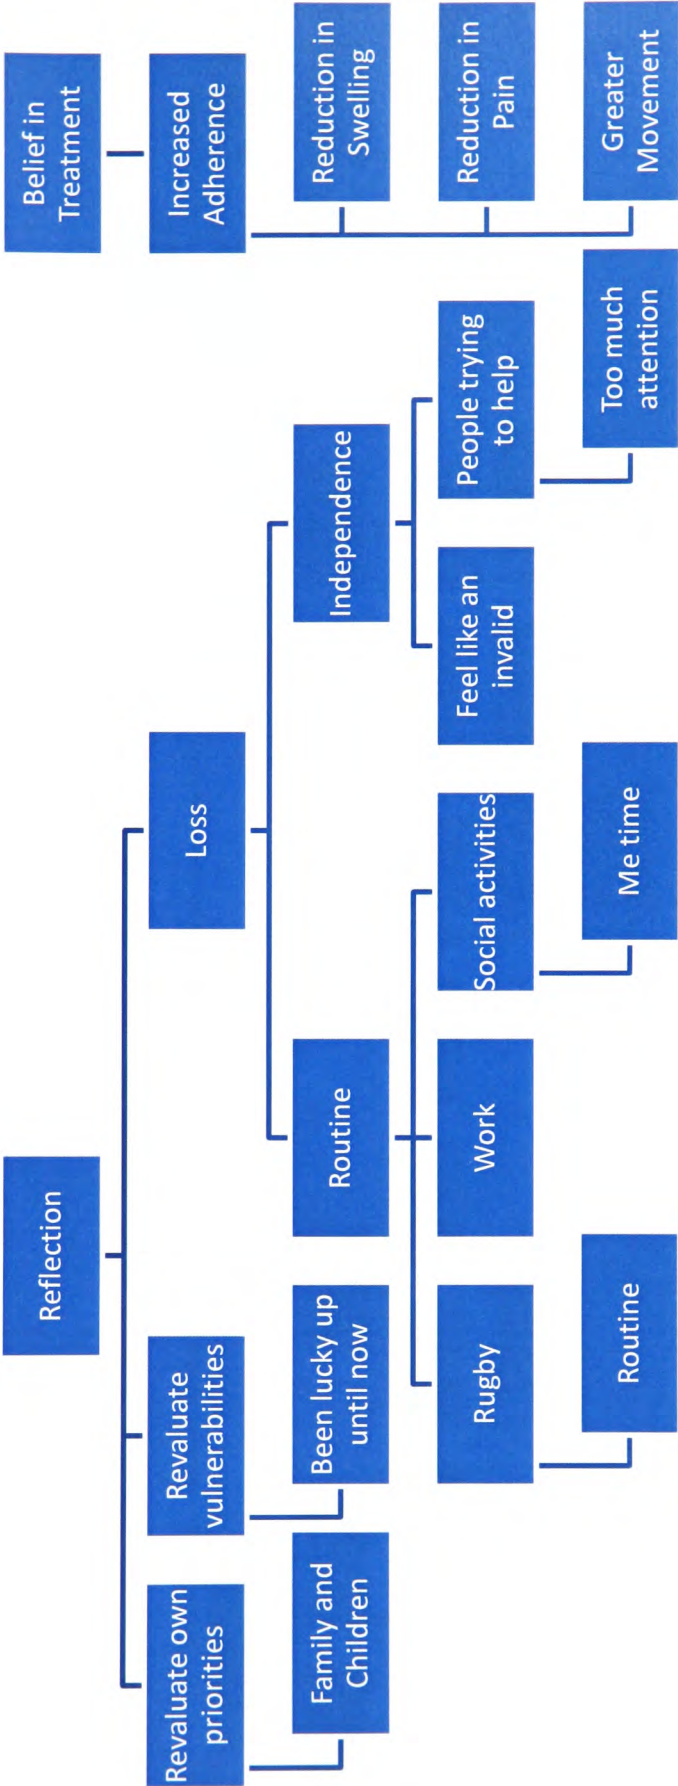 Reflection
Revaluate own
priorities
Family and
Children
Revaluate
vulnerabilities
Been lucky up
until now
Loss
Routine
Rugby
Routine
Work
Social activities
Me time
Independence
Feel like an
invalid
People trying
to help
Too much
attention
Belief in
Treatment
Increased
Adherence
Reduction in
Swelling
Reduction in
Pain
Greater
Movement